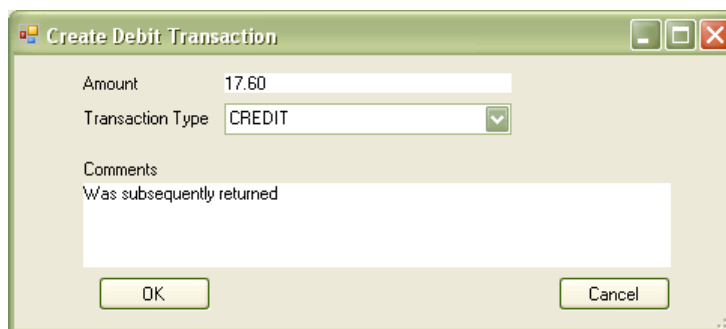 Create Debit Transaction
Amount 17.60
Transaction Type CREDIT
Comments
Was subsequently returned
OK Cancel